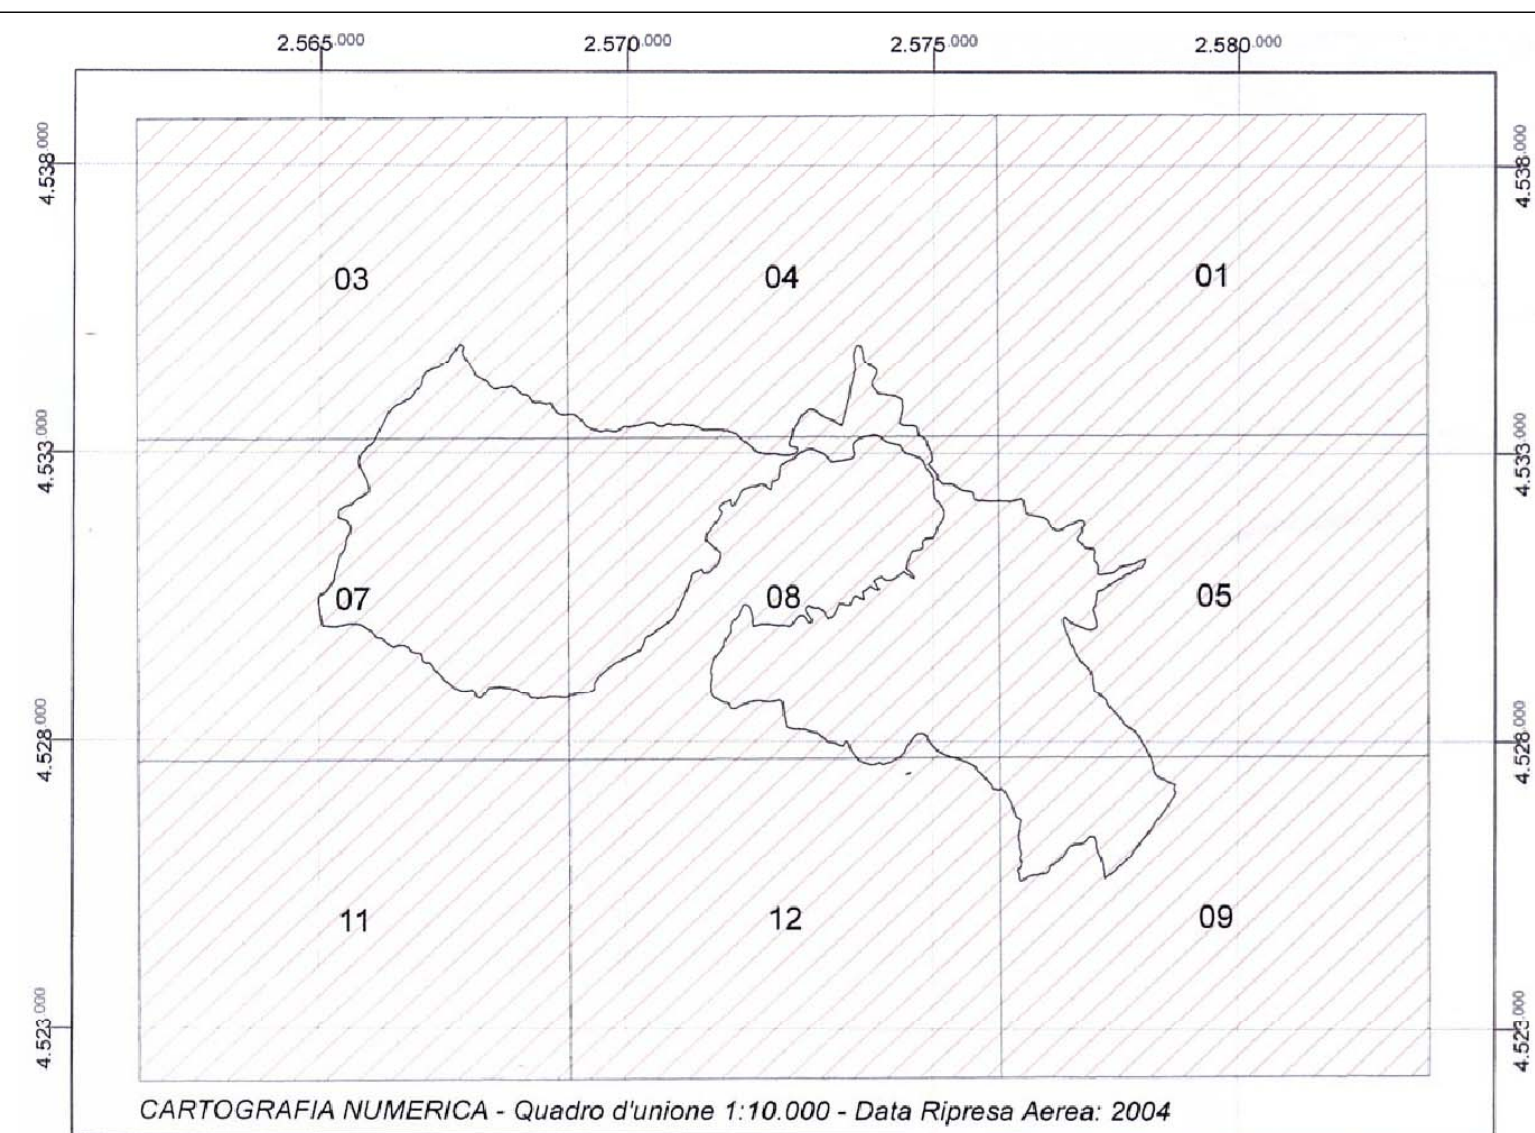 2.565.000 2.570.000 2.575.000 2.580.000
4.538.000 4.538.000
03 04 01
4.533.000 4.533.000
07 08 05
4.528.000 4.528.000
11 12 09
4.523.000 4.523.000
CARTOGRAFIA NUMERICA - Quadro d'unione 1:10.000 - Data Ripresa Aerea: 2004